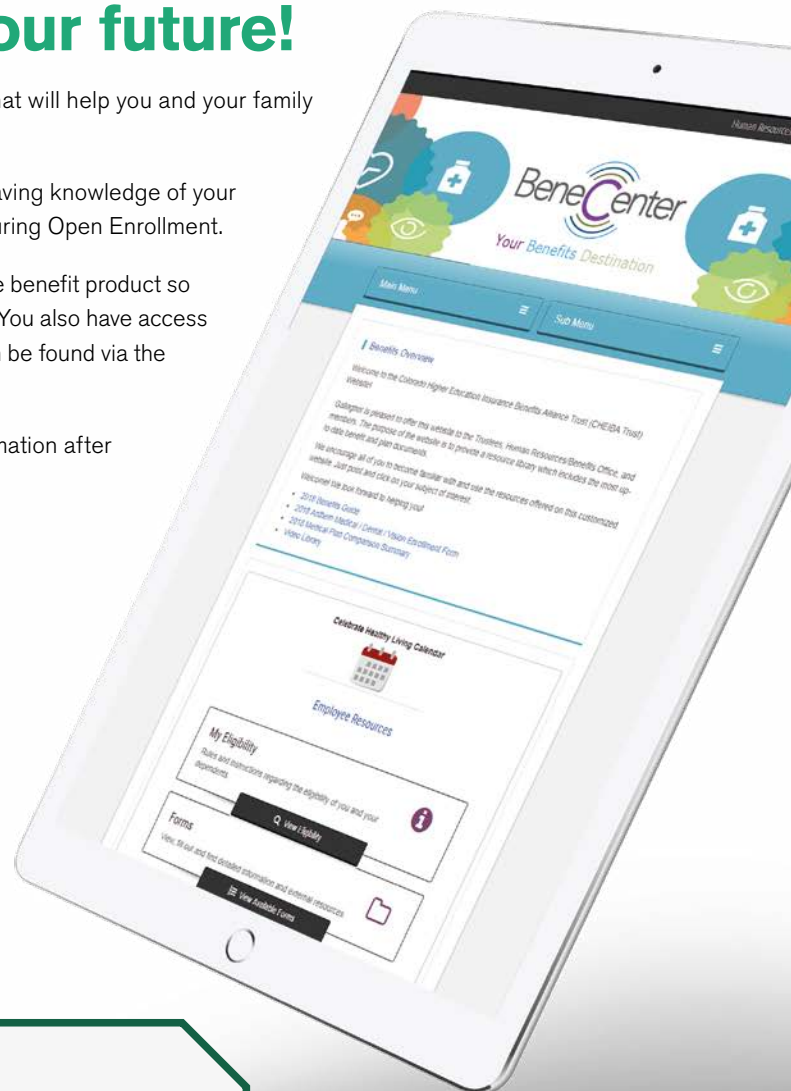 our future!
hat will help you and your family
aving knowledge of your
uring Open Enrollment.
e benefit product so
You also have access
n be found via the
mation after
Human Resources
BeneCenter
Your Benefits Destination
Main Menu
Sub Menu
Benefits Overview
Welcome to the Colorado Higher Education Insurance Benefits Alliance Trust (CHEIBA Trust)
Website!
Gallagher is pleased to offer this website to the Trustees, Human Resources/Benefits Office, and
members. The purpose of the website is to provide a resource library which includes the most up-
to-date benefit and plan documents.
We encourage all of you to become familiar with and use the resources offered on this customized
website. Just point and click on your subject of interest.
Welcome! We look forward to helping you!
• 2018 Benefits Guide
• 2018 Anthem Medical / Dental / Vision Enrollment Form
• 2018 Medical Plan Comparison Summary
• Video Library
Celebrate Healthy Living Calendar
Employee Resources
My Eligibility
Rules and instructions regarding the eligibility of you and your
dependents.
View Eligibility
Forms
View, fill out and find detailed information and external resources
View Available Forms